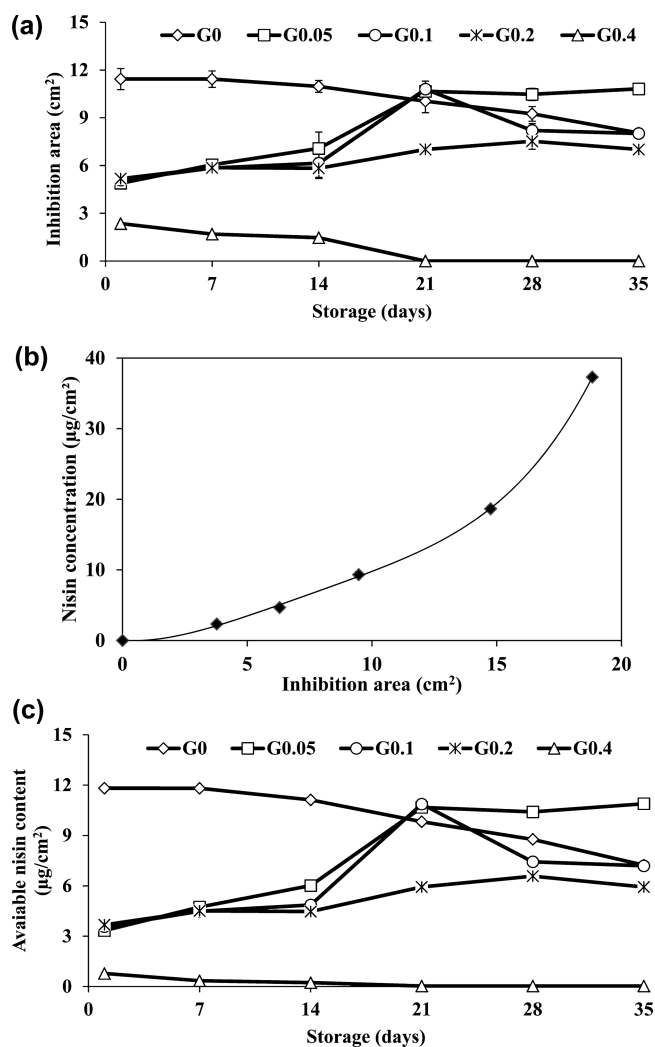 (a)
G0 G0.05 G0.1 G0.2 G0.4
Inhibition area (cm²)
15
12
9
6
3
0
0 7 14 21 28 35
Storage (days)
(b)
Nisin concentration (µg/cm²)
40
30
20
10
0
0 5 10 15 20
Inhibition area (cm²)
(c)
G0 G0.05 G0.1 G0.2 G0.4
Avaiable nisin content
(µg/cm²)
15
12
9
6
3
0
0 7 14 21 28 35
Storage (days)